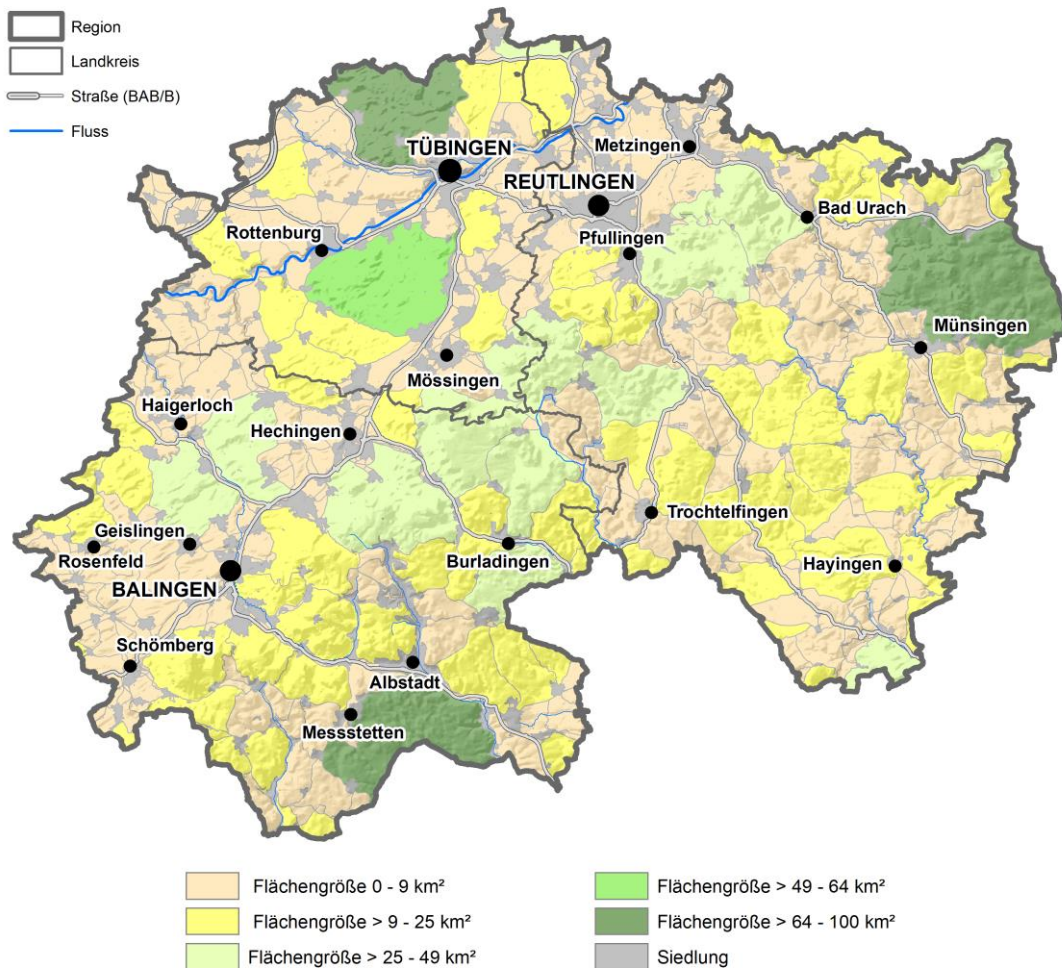 Region
Landkreis
Straße (BAB/B)
Fluss
TÜBINGEN
Metzingen
REUTLINGEN
Bad Urach
Rottenburg
Pfullingen
Münsingen
Mössingen
Haigerloch
Hechingen
Trochtelfingen
Geislingen
Rosenfeld
Burladingen
Hayingen
BALINGEN
Schömberg
Albstadt
Messstetten
Flächengröße 0 - 9 km²
Flächengröße > 9 - 25 km²
Flächengröße > 25 - 49 km²
Flächengröße > 49 - 64 km²
Flächengröße > 64 - 100 km²
Siedlung